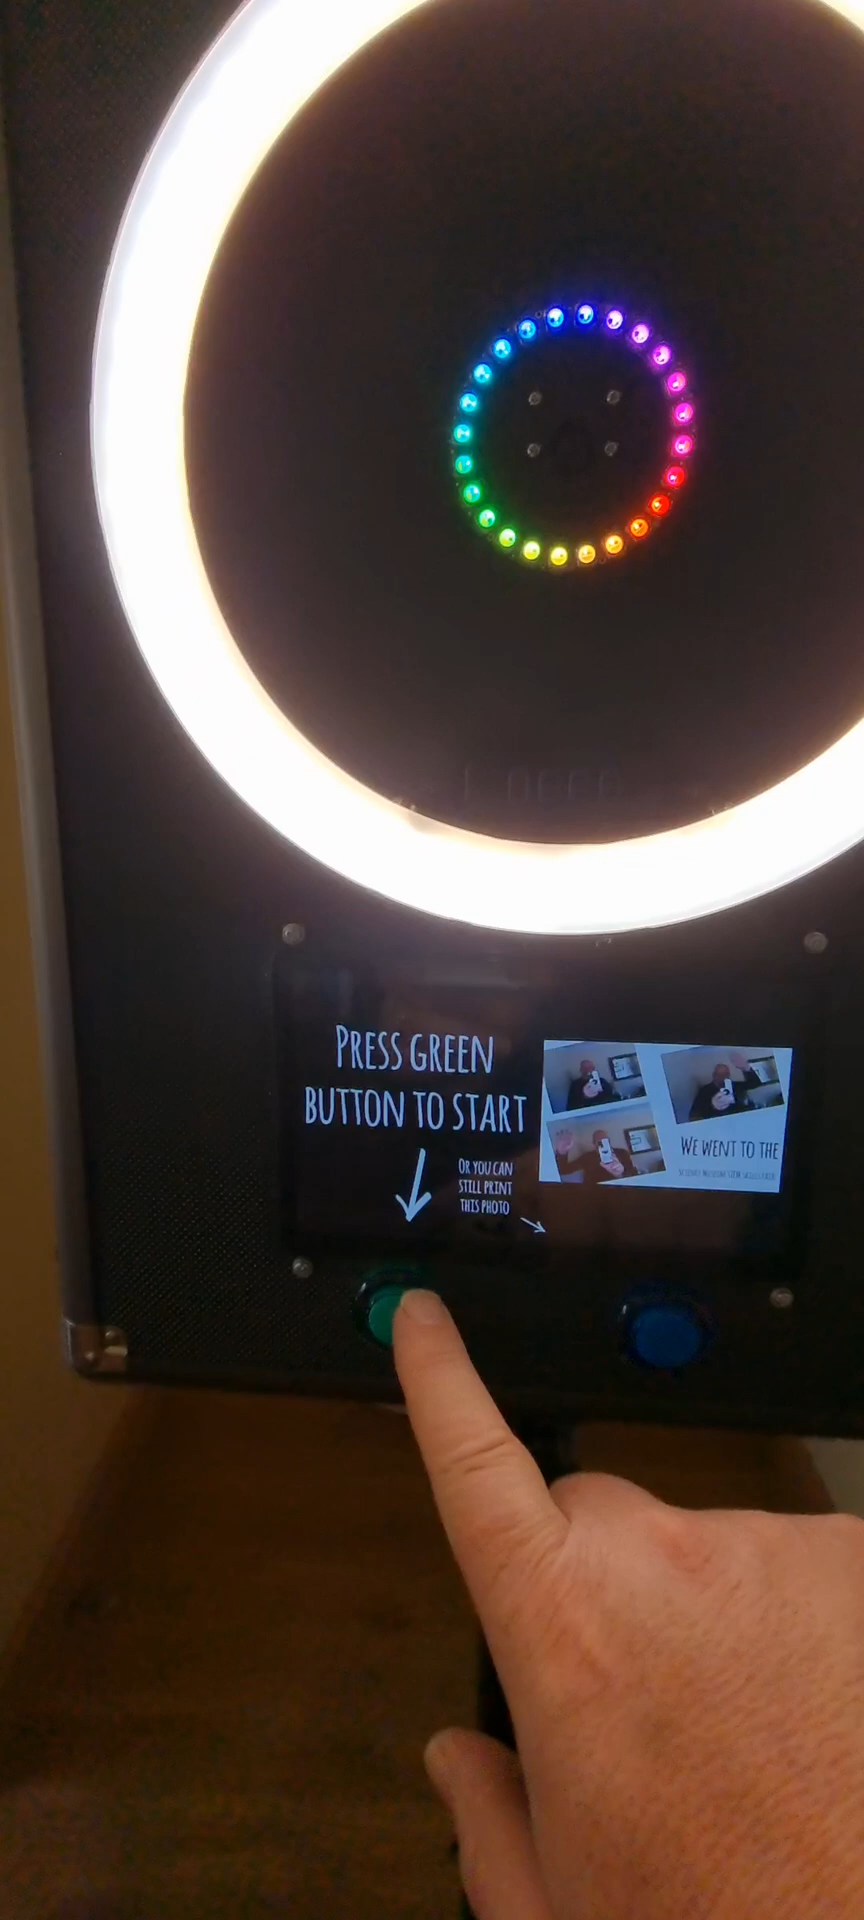 PRESS GREEN
BUTTON TO START
OR YOU CAN
STILL PRINT
THIS PHOTO
WE WENT TO THE